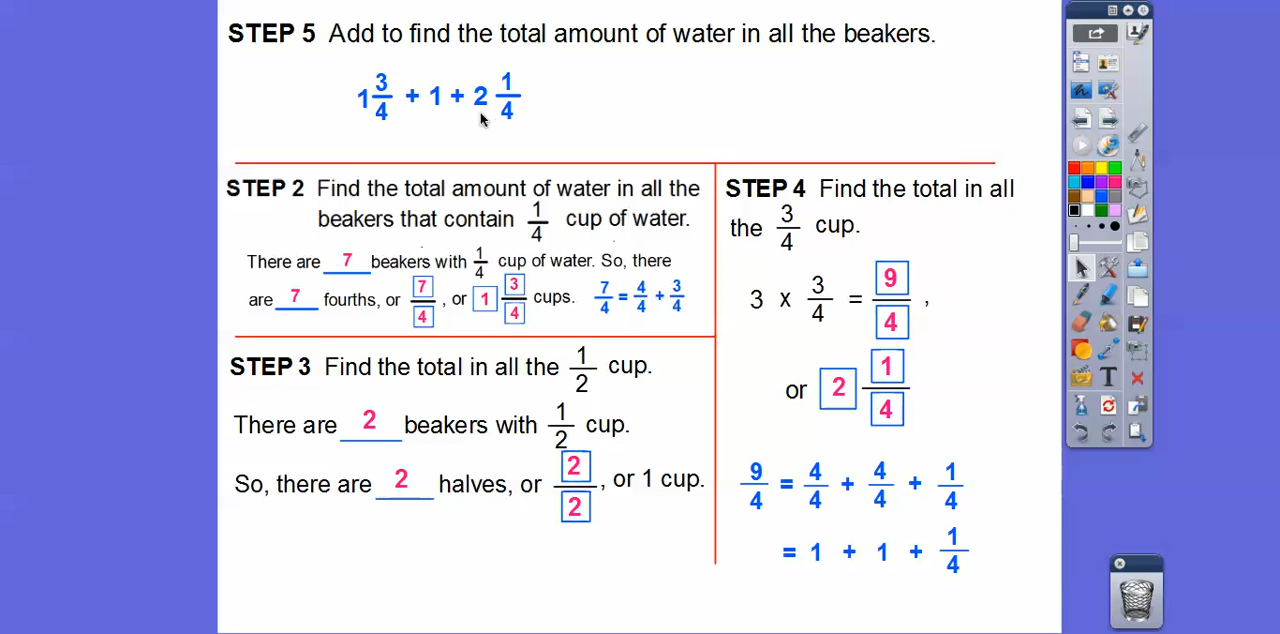 STEP 5 Add to find the total amount of water in all the beakers.
1 3/4 + 1 + 2 1/4
STEP 2 Find the total amount of water in all the
beakers that contain 1/4 cup of water.
There are 7 beakers with 1/4 cup of water. So, there
are 7 fourths, or 7/4, or 1 3/4 cups. 7/4 = 4/4 + 3/4
STEP 3 Find the total in all the 1/2 cup.
There are 2 beakers with 1/2 cup.
So, there are 2 halves, or 2/2, or 1 cup.
STEP 4 Find the total in all
the 3/4 cup.
3 x 3/4 = 9/4,
or 2 1/4
9/4 = 4/4 + 4/4 + 1/4
= 1 + 1 + 1/4
T